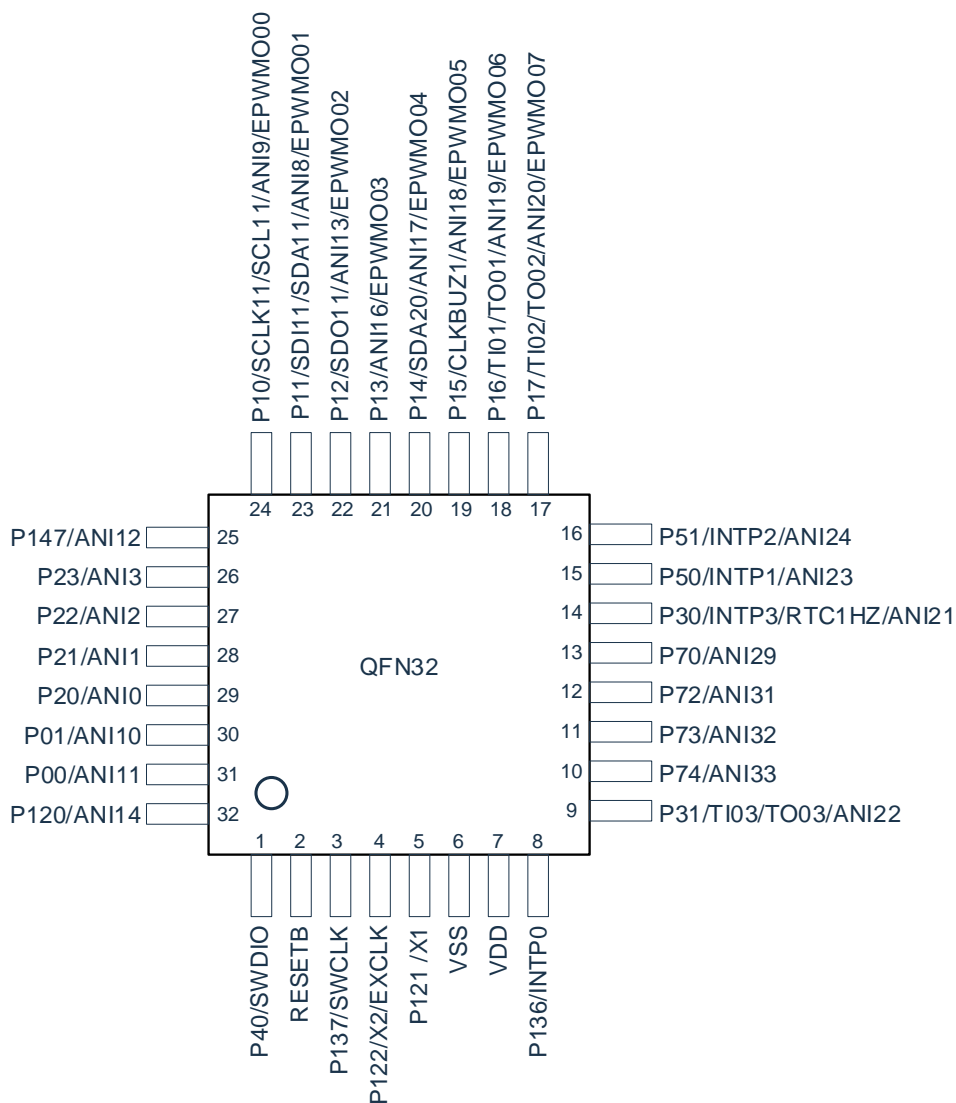 P10/SCLK11/SCL11/ANI9/EPWMO00
P11/SDI11/SDA11/ANI8/EPWMO01
P12/SDO11/ANI13/EPWMO02
P13/ANI16/EPWMO03
P14/SDA20/ANI17/EPWMO04
P15/CLKBUZ1/ANI18/EPWMO05
P16/TI01/TO01/ANI19/EPWMO06
P17/TI02/TO02/ANI20/EPWMO07
24 23 22 21 20 19 18 17
P147/ANI12 25
P23/ANI3 26
P22/ANI2 27
P21/ANI1 28
P20/ANI0 29
P01/ANI10 30
P00/ANI11 31
P120/ANI14 32
QFN32
16 P51/INTP2/ANI24
15 P50/INTP1/ANI23
14 P30/INTP3/RTC1HZ/ANI21
13 P70/ANI29
12 P72/ANI31
11 P73/ANI32
10 P74/ANI33
9 P31/TI03/TO03/ANI22
1 2 3 4 5 6 7 8
P40/SWDIO
RESETB
P137/SWCLK
P122/X2/EXCLK
P121 /X1
VSS
VDD
P136/INTP0